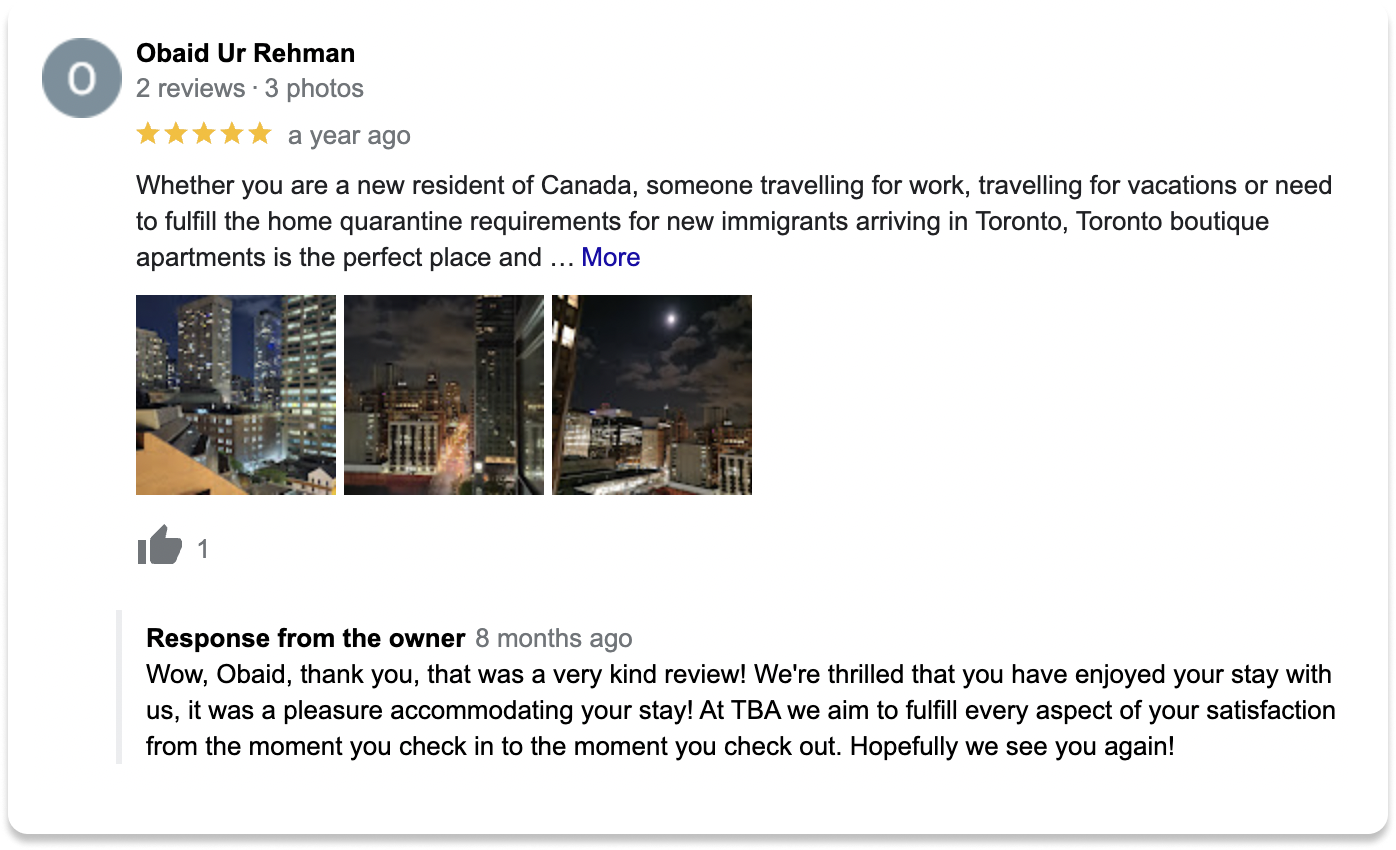 O
Obaid Ur Rehman
2 reviews · 3 photos
a year ago
Whether you are a new resident of Canada, someone travelling for work, travelling for vacations or need
to fulfill the home quarantine requirements for new immigrants arriving in Toronto, Toronto boutique
apartments is the perfect place and … More
1
Response from the owner 8 months ago
Wow, Obaid, thank you, that was a very kind review! We're thrilled that you have enjoyed your stay with
us, it was a pleasure accommodating your stay! At TBA we aim to fulfill every aspect of your satisfaction
from the moment you check in to the moment you check out. Hopefully we see you again!